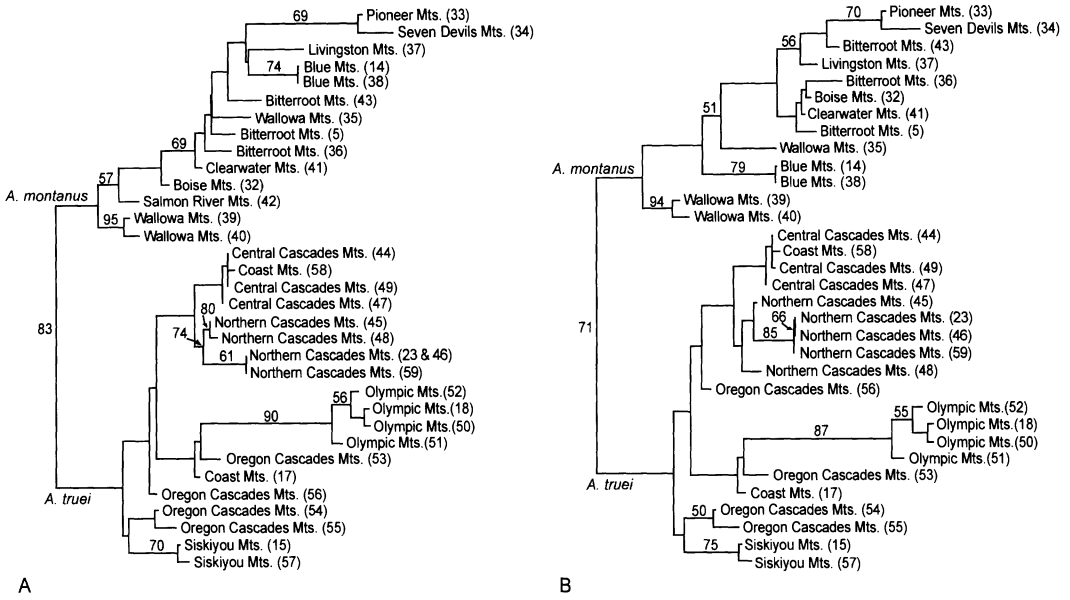 69
Pioneer Mts. (33)
Seven Devils Mts. (34)
Livingston Mts. (37)
74
Blue Mts. (14)
Blue Mts. (38)
Bitterroot Mts. (43)
Wallowa Mts. (35)
Bitterroot Mts. (5)
69
Bitterroot Mts. (36)
Clearwater Mts. (41)
57
Boise Mts. (32)
A. montanus
Salmon River Mts. (42)
95
Wallowa Mts. (39)
Wallowa Mts. (40)
Central Cascades Mts. (44)
Coast Mts. (58)
Central Cascades Mts. (49)
Central Cascades Mts. (47)
80
Northern Cascades Mts. (45)
83
74
Northern Cascades Mts. (48)
61
Northern Cascades Mts. (23 & 46)
Northern Cascades Mts. (59)
56
Olympic Mts.(52)
Olympic Mts.(18)
90
Olympic Mts.(50)
Olympic Mts.(51)
Oregon Cascades Mts. (53)
Coast Mts. (17)
A. truei
Oregon Cascades Mts. (56)
Oregon Cascades Mts. (54)
Oregon Cascades Mts. (55)
70
Siskiyou Mts. (15)
Siskiyou Mts. (57)
A
70
Pioneer Mts. (33)
Seven Devils Mts. (34)
56
Bitterroot Mts. (43)
Livingston Mts. (37)
Bitterroot Mts. (36)
Boise Mts. (32)
51
Clearwater Mts. (41)
Bitterroot Mts. (5)
Wallowa Mts. (35)
A. montanus
79
Blue Mts. (14)
Blue Mts. (38)
94
Wallowa Mts. (39)
Wallowa Mts. (40)
Central Cascades Mts. (44)
Coast Mts. (58)
Central Cascades Mts. (49)
Central Cascades Mts. (47)
Northern Cascades Mts. (45)
66
Northern Cascades Mts. (23)
71
85
Northern Cascades Mts. (46)
Northern Cascades Mts. (59)
Northern Cascades Mts. (48)
Oregon Cascades Mts. (56)
55
Olympic Mts. (52)
Olympic Mts.(18)
87
Olympic Mts.(50)
Olympic Mts.(51)
Oregon Cascades Mts. (53)
A. truei
Coast Mts. (17)
50
Oregon Cascades Mts. (54)
Oregon Cascades Mts. (55)
75
Siskiyou Mts. (15)
Siskiyou Mts. (57)
B